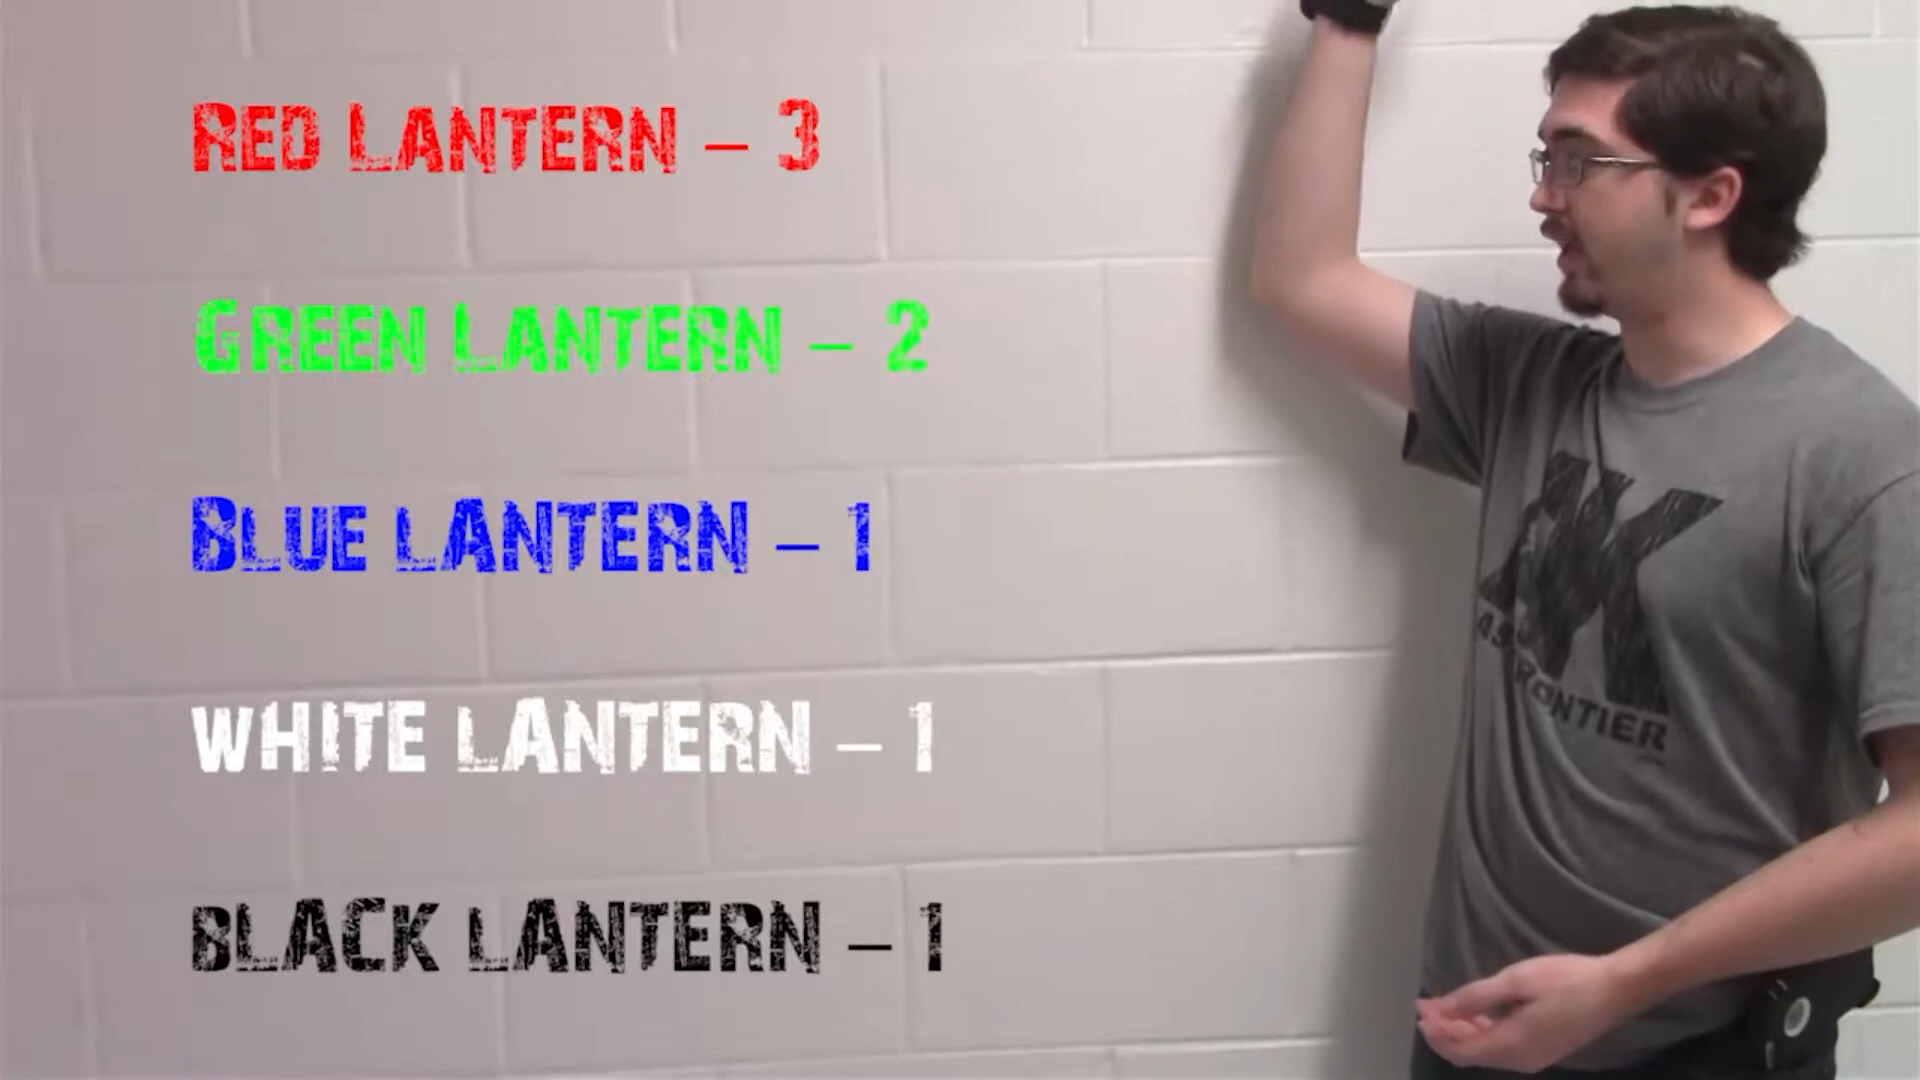 RED LANTERN – 3
GREEN LANTERN – 2
BLUE LANTERN – 1
WHITE LANTERN – 1
BLACK LANTERN – 1